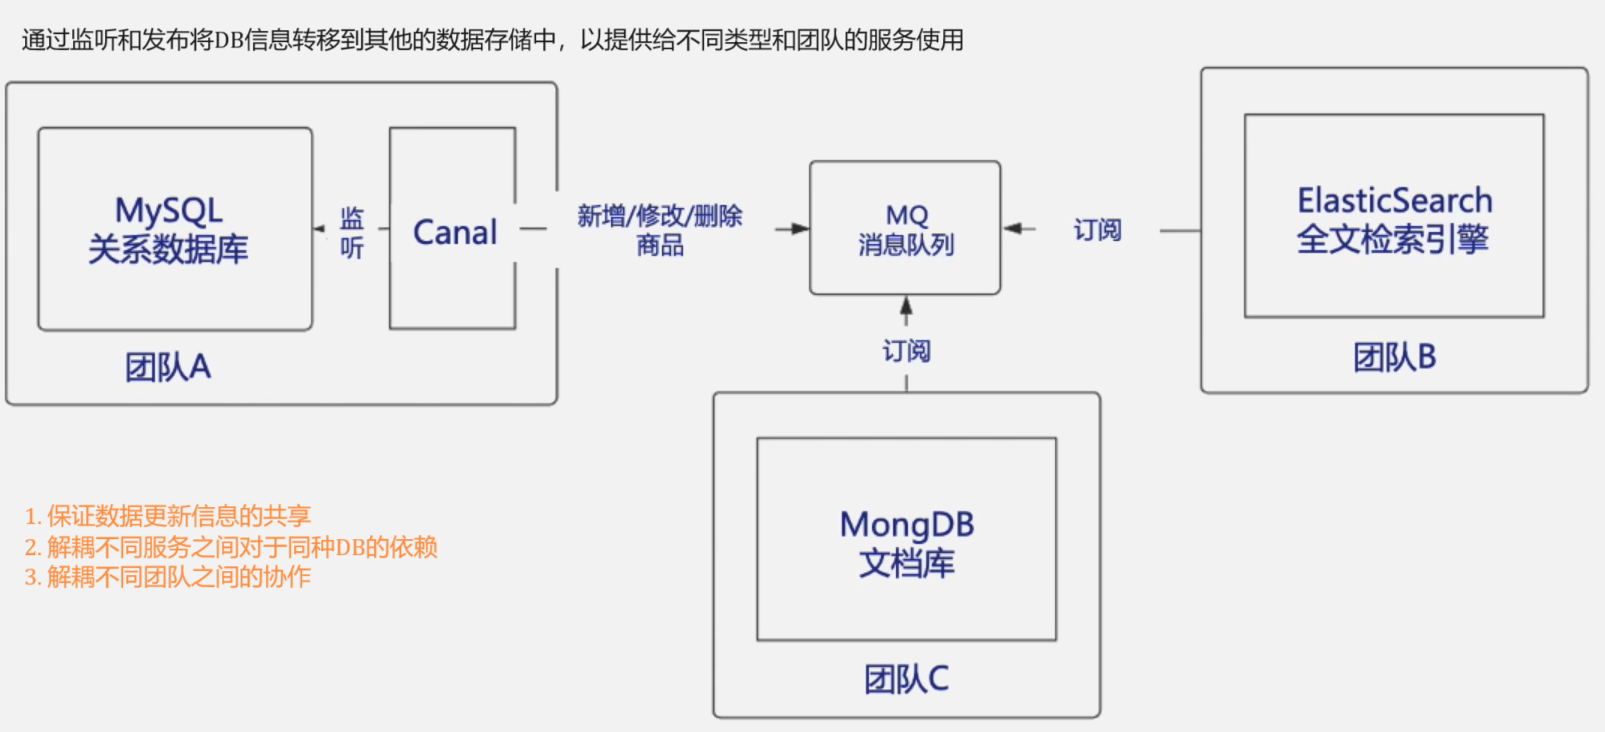 通过监听和发布将DB信息转移到其他的数据存储中，以提供给不同类型和团队的服务使用
MySQL
关系数据库
监
听
Canal
团队A
新增/修改/删除
商品
MQ
消息队列
订阅
ElasticSearch
全文检索引擎
团队B
订阅
MongDB
文档库
团队C
1. 保证数据更新信息的共享
2. 解耦不同服务之间对于同种DB的依赖
3. 解耦不同团队之间的协作